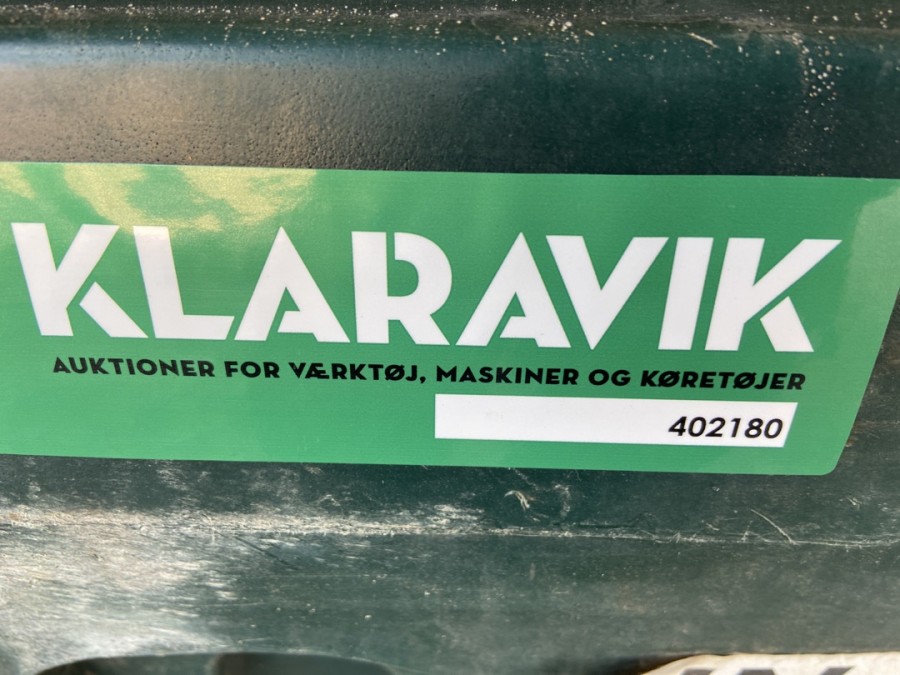 KLARAVIK
AUKTIONER FOR VÆRKTØJ, MASKINER OG KØRETØJER
402180